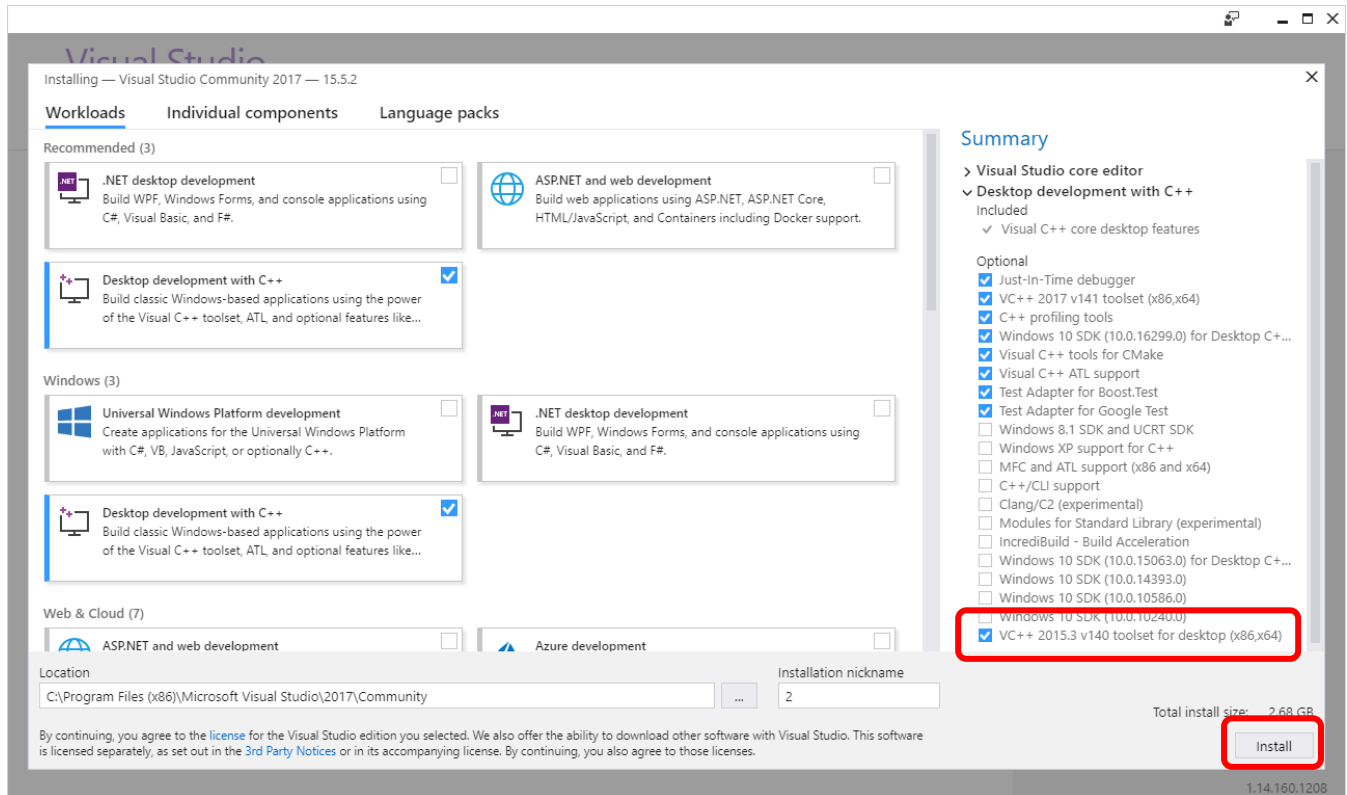 Visual Studio
Installing — Visual Studio Community 2017 — 15.5.2
Workloads
Individual components
Language packs
Recommended (3)
.NET
.NET desktop development
Build WPF, Windows Forms, and console applications using
C#, Visual Basic, and F#.
ASP.NET and web development
Build web applications using ASP.NET, ASP.NET Core,
HTML/JavaScript, and Containers including Docker support.
Desktop development with C++
Build classic Windows-based applications using the power
of the Visual C++ toolset, ATL, and optional features like...
Windows (3)
Universal Windows Platform development
Create applications for the Universal Windows Platform
with C#, VB, JavaScript, or optionally C++.
.NET
.NET desktop development
Build WPF, Windows Forms, and console applications using
C#, Visual Basic, and F#.
Desktop development with C++
Build classic Windows-based applications using the power
of the Visual C++ toolset, ATL, and optional features like...
Web & Cloud (7)
ASP.NET and web development
Azure development
Summary
Visual Studio core editor
Desktop development with C++
Included
Visual C++ core desktop features
Optional
Just-In-Time debugger
VC++ 2017 v141 toolset (x86,x64)
C++ profiling tools
Windows 10 SDK (10.0.16299.0) for Desktop C+...
Visual C++ tools for CMake
Visual C++ ATL support
Test Adapter for Boost.Test
Test Adapter for Google Test
Windows 8.1 SDK and UCRT SDK
Windows XP support for C++
MFC and ATL support (x86 and x64)
C++/CLI support
Clang/C2 (experimental)
Modules for Standard Library (experimental)
IncrediBuild - Build Acceleration
Windows 10 SDK (10.0.15063.0) for Desktop C+...
Windows 10 SDK (10.0.14393.0)
Windows 10 SDK (10.0.10586.0)
Windows 10 SDK (10.0.10240.0)
VC++ 2015.3 v140 toolset for desktop (x86,x64)
Location
C:\Program Files (x86)\Microsoft Visual Studio\2017\Community
...
Installation nickname
2
Total install size: 2.68 GB
By continuing, you agree to the license for the Visual Studio edition you selected. We also offer the ability to download other software with Visual Studio. This software
is licensed separately, as set out in the 3rd Party Notices or in its accompanying license. By continuing, you also agree to those licenses.
Install
1.14.160.1208